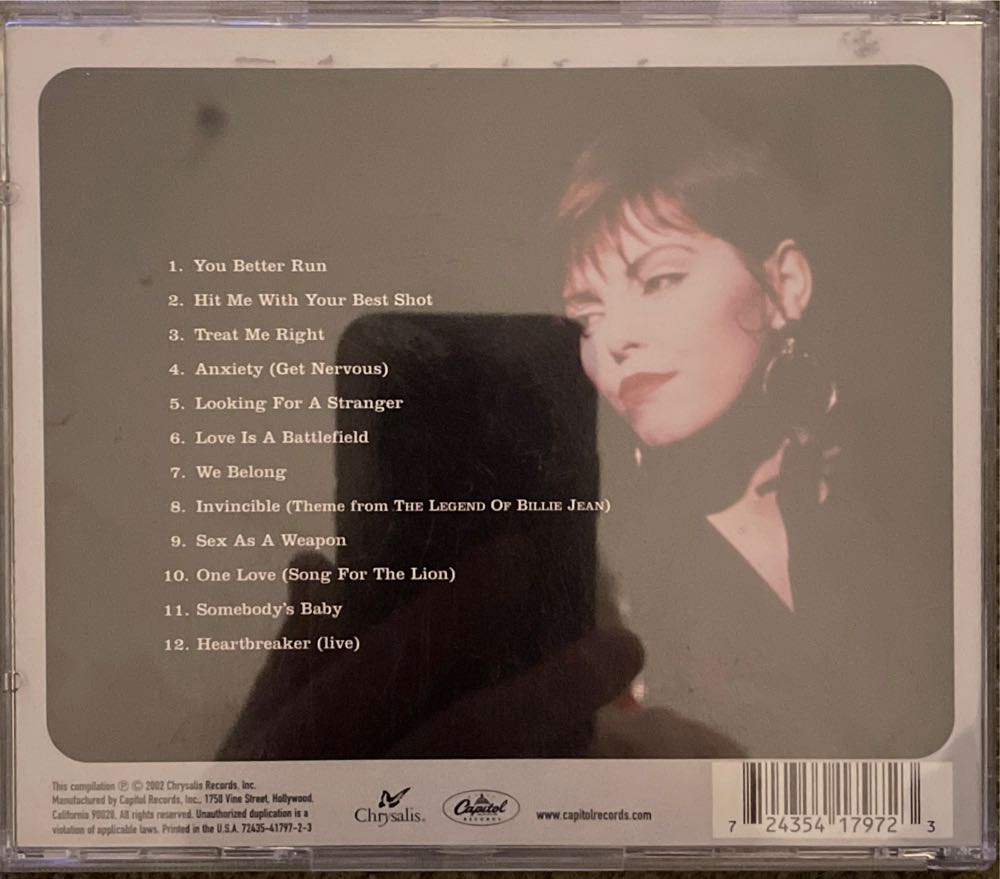 1. You Better Run
2. Hit Me With Your Best Shot
3. Treat Me Right
4. Anxiety (Get Nervous)
5. Looking For A Stranger
6. Love Is A Battlefield
7. We Belong
8. Invincible (Theme from THE LEGEND OF BILLIE JEAN)
9. Sex As A Weapon
10. One Love (Song For The Lion)
11. Somebody's Baby
12. Heartbreaker (live)
This compilation ℗ © 2002 Chrysalis Records, Inc.
Manufactured by Capitol Records, Inc., 1750 Vine Street, Hollywood,
California 90028. All rights reserved. Unauthorized duplication is a
violation of applicable laws. Printed in the U.S.A. 72435-41797-2-3
Chrysalis®
Capitol
RECORDS
www.capitolrecords.com
7 24354 17972 3